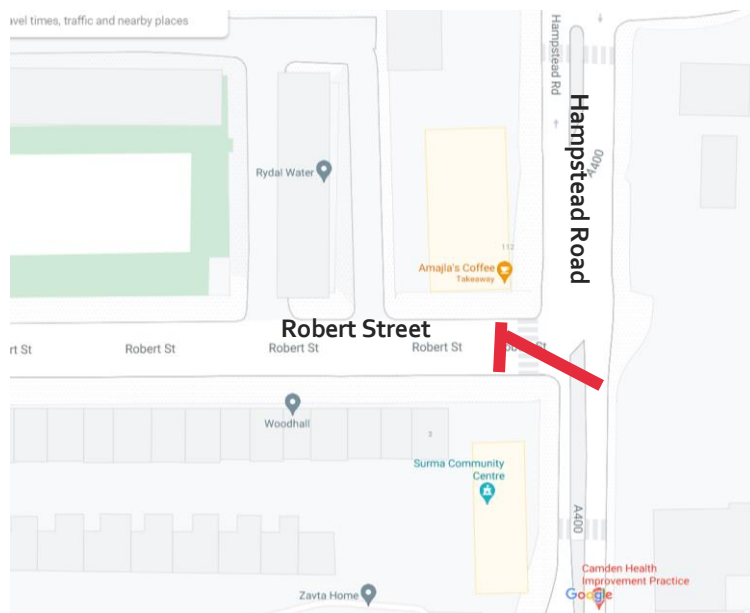 avel times, traffic and nearby places
Hampstead Rd
Hampstead Road
A400
Rydal Water
112
Amajla's Coffee
Takeaway
Robert Street
rt St
Robert St
Robert St
Robert St
Woodhall
3
Surma Community
Centre
A400
Camden Health
Improvement Practice
Google
Zavta Home